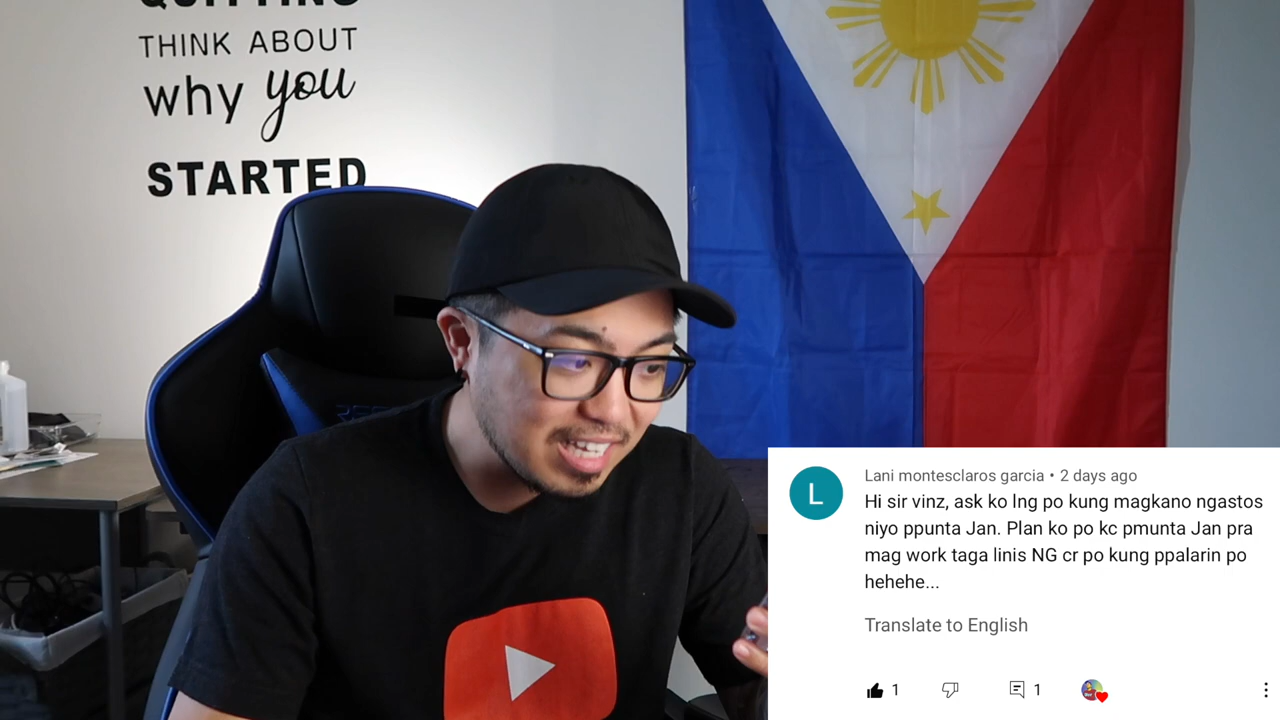 QUITTING
THINK ABOUT
why you
STARTED
Lani montesclaros garcia • 2 days ago
Hi sir vinz, ask ko lng po kung magkano ngastos
niyo ppunta Jan. Plan ko po kc pmunta Jan pra
mag work taga linis NG cr po kung ppalarin po
hehehe...
Translate to English
1
1